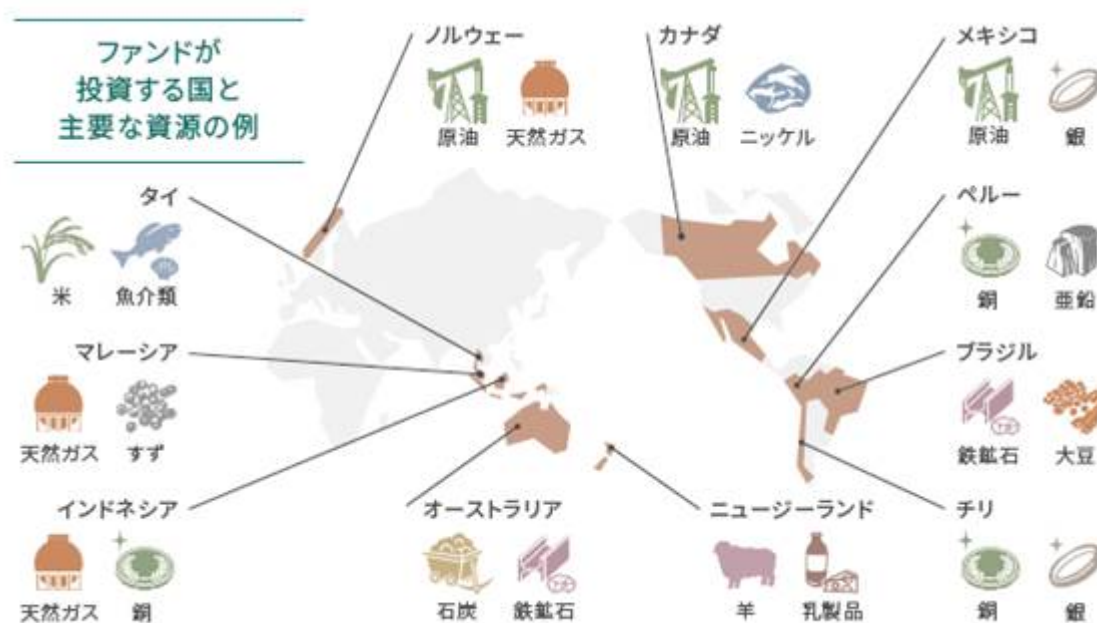 ファンドが
投資する国と
主要な資源の例
ノルウェー
原油 天然ガス
カナダ
原油 ニッケル
メキシコ
原油 銀
タイ
米 魚介類
ペルー
銅 亜鉛
マレーシア
天然ガス すず
ブラジル
鉄鉱石 大豆
インドネシア
天然ガス 銅
オーストラリア
石炭 鉄鉱石
ニュージーランド
羊 乳製品
チリ
銅 銀